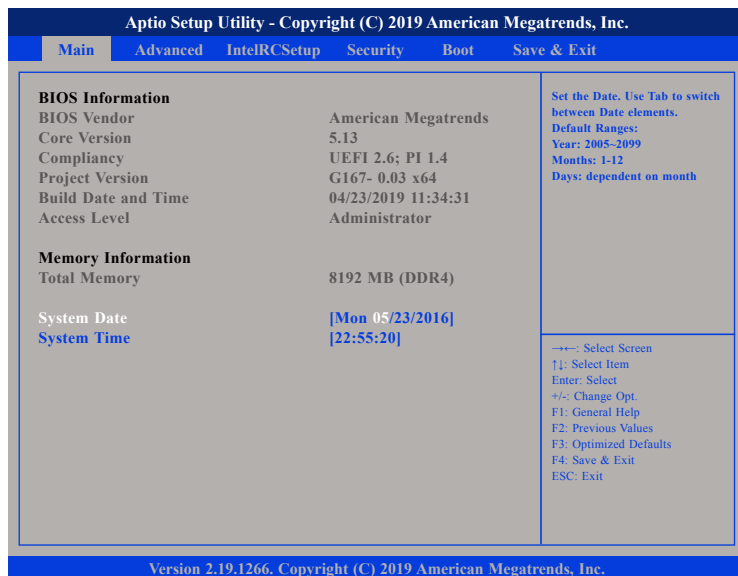 Aptio Setup Utility - Copyright (C) 2019 American Megatrends, Inc.
Main Advanced IntelRCSetup Security Boot Save & Exit
BIOS Information
BIOS Vendor American Megatrends
Core Version 5.13
Compliancy UEFI 2.6; PI 1.4
Project Version G167- 0.03 x64
Build Date and Time 04/23/2019 11:34:31
Access Level Administrator
Memory Information
Total Memory 8192 MB (DDR4)
System Date [Mon 05/23/2016]
System Time [22:55:20]
Set the Date. Use Tab to switch
between Date elements.
Default Ranges:
Year: 2005~2099
Months: 1-12
Days: dependent on month
→←: Select Screen
↑↓: Select Item
Enter: Select
+/-: Change Opt.
F1: General Help
F2: Previous Values
F3: Optimized Defaults
F4: Save & Exit
ESC: Exit
Version 2.19.1266. Copyright (C) 2019 American Megatrends, Inc.